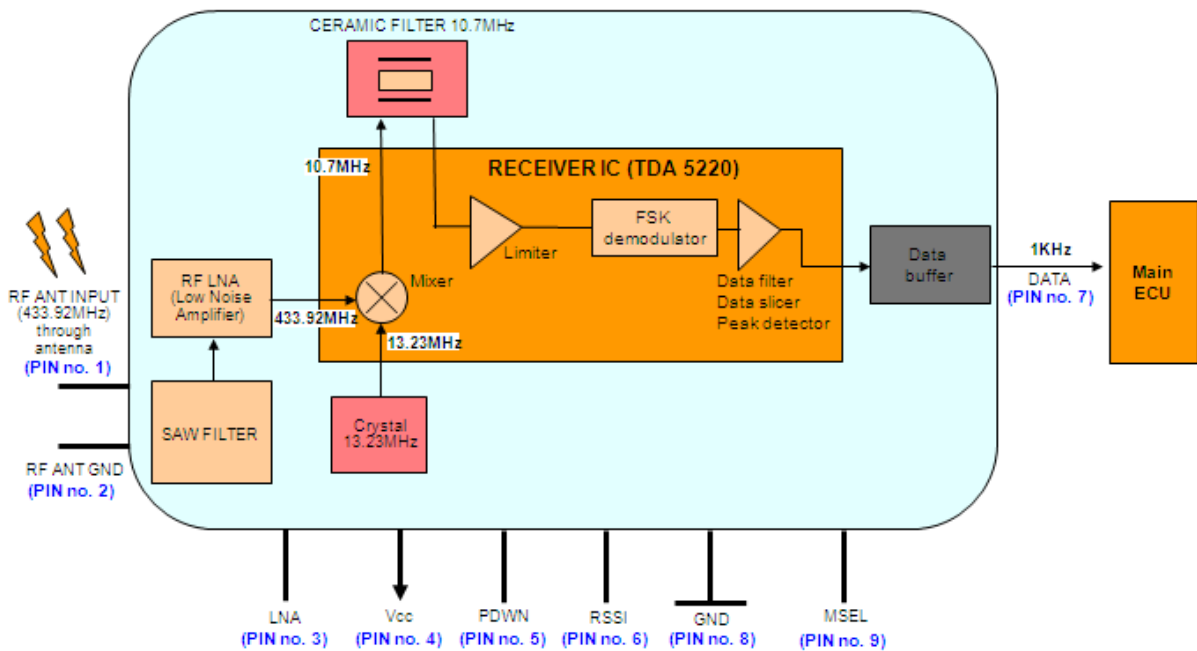 CERAMIC FILTER 10.7MHz
10.7MHz
RECEIVER IC (TDA 5220)
Limiter
FSK
demodulator
Data filter
Data slicer
Peak detector
Mixer
RF LNA
(Low Noise
Amplifier)
433.92MHz
13.23MHz
SAW FILTER
Crystal
13.23MHz
Data
buffer
1KHz
DATA
(PIN no. 7)
Main
ECU
RF ANT INPUT
(433.92MHz)
through
antenna
(PIN no. 1)
RF ANT GND
(PIN no. 2)
LNA
(PIN no. 3)
Vcc
(PIN no. 4)
PDWN
(PIN no. 5)
RSSI
(PIN no. 6)
GND
(PIN no. 8)
MSEL
(PIN no. 9)